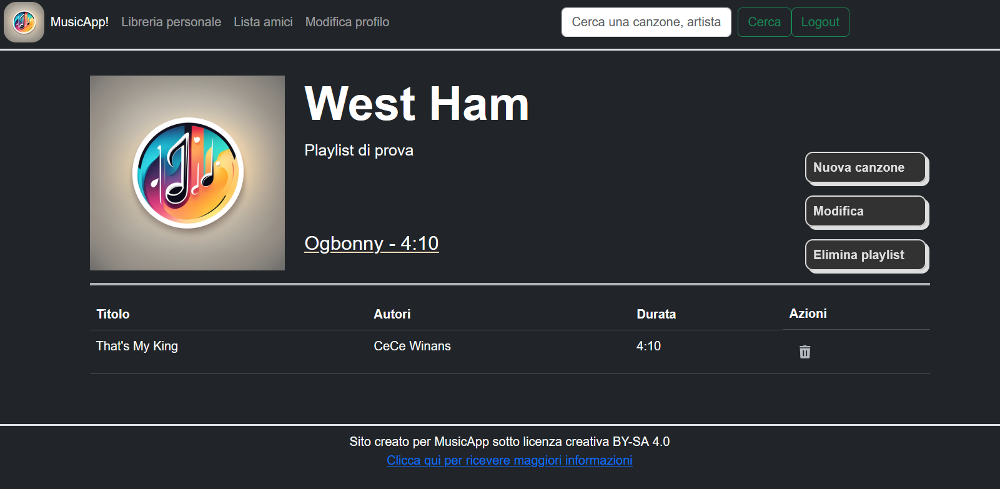 MusicApp! Libreria personale Lista amici Modifica profilo Cerca una canzone, artista Cerca Logout
West Ham
Playlist di prova
Nuova canzone
Modifica
Ogbonny - 4:10
Elimina playlist
Titolo Autori Durata Azioni
That's My King CeCe Winans 4:10
Sito creato per MusicApp sotto licenza creativa BY-SA 4.0
Clicca qui per ricevere maggiori informazioni